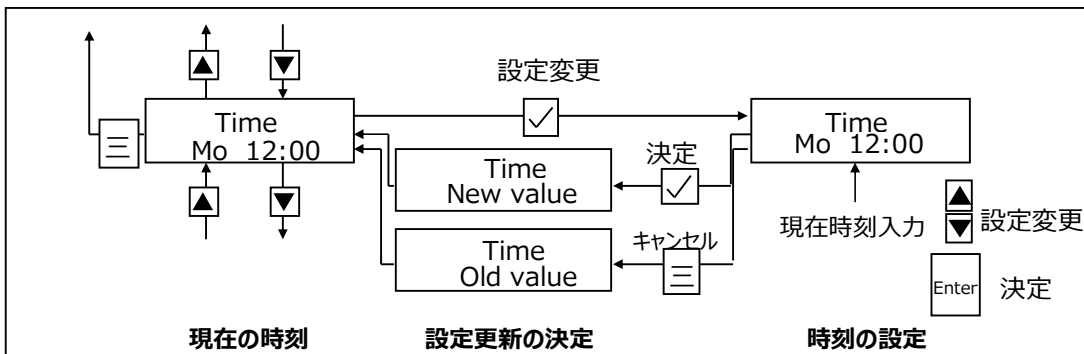 設定変更
Time
Mo 12:00
三
Time
New value
決定
Time
Mo 12:00
現在時刻入力
設定変更
Time
Old value
キャンセル
三
Enter
決定
現在の時刻
設定更新の決定
時刻の設定